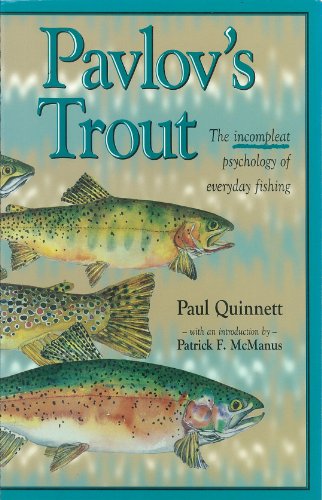 Pavlov's
Trout
The incompleat
psychology of
everyday fishing
Paul Quinnett
– with an introduction by –
Patrick F. McManus